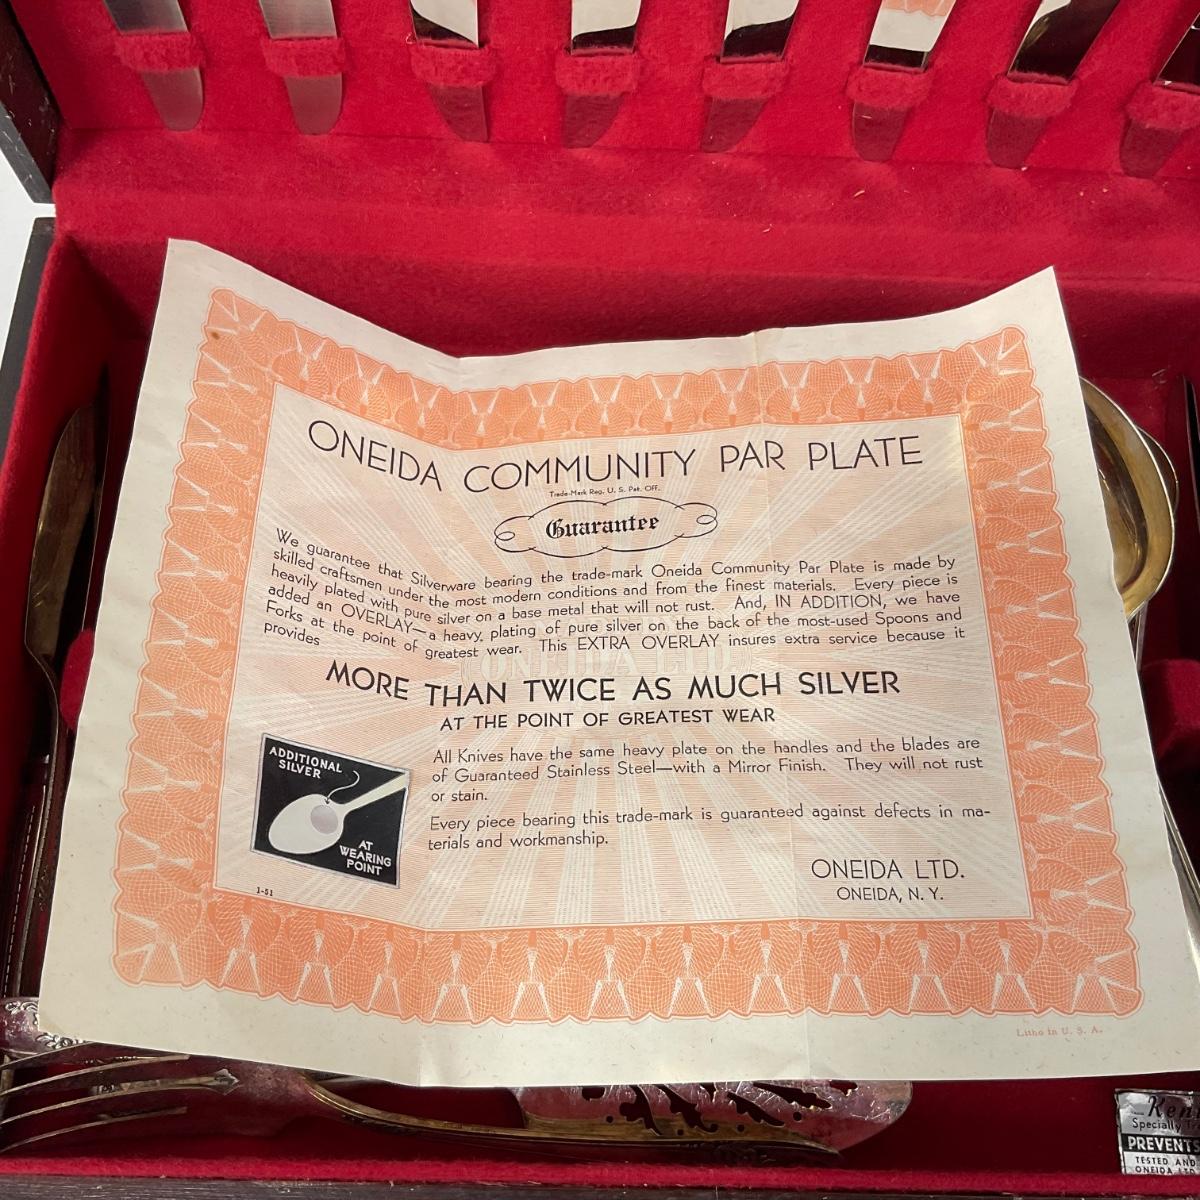 ONEIDA COMMUNITY PAR PLATE
Trade-Mark Reg. U. S. Pat. OFF.
Guarantee
We guarantee that Silverware bearing the trade-mark Oneida Community Par Plate is made by
skilled craftsmen under the most modern conditions and from the finest materials. Every piece is
heavily plated with pure silver on a base metal that will not rust. And, IN ADDITION, we have
added an OVERLAY—a heavy plating of pure silver on the back of the most-used Spoons and
Forks at the point of greatest wear. This EXTRA OVERLAY insures extra service because it
provides
ONEIDA LTD.
MORE THAN TWICE AS MUCH SILVER
AT THE POINT OF GREATEST WEAR
ADDITIONAL
SILVER
AT
WEARING
POINT
All Knives have the same heavy plate on the handles and the blades are
of Guaranteed Stainless Steel—with a Mirror Finish. They will not rust
or stain.
Every piece bearing this trade-mark is guaranteed against defects in ma-
terials and workmanship.
ONEIDA LTD.
ONEIDA, N. Y.
1-51
Litho in U. S. A.
Specially
PREVENTS
TESTED AND
ONEIDA LTD